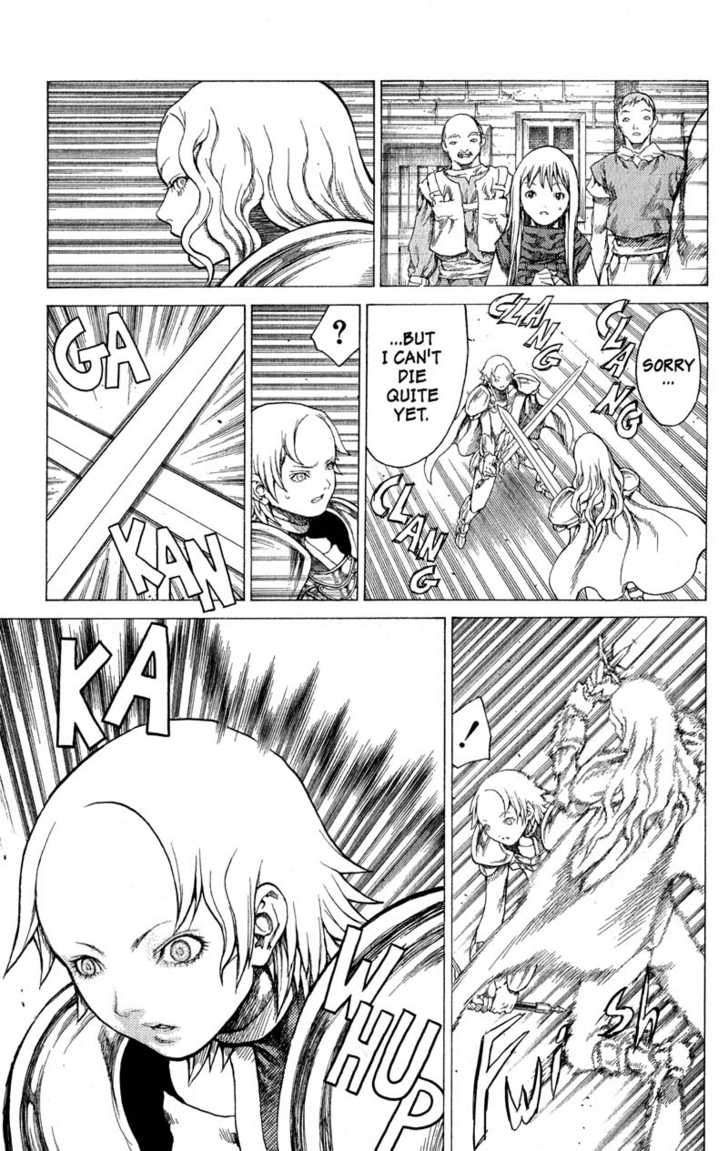 SORRY
...
CLANG
CLANG
...BUT
I CAN'T
DIE
QUITE
YET.
CLANG
?
GA
KAN
!
Fwish
KA
WHUP